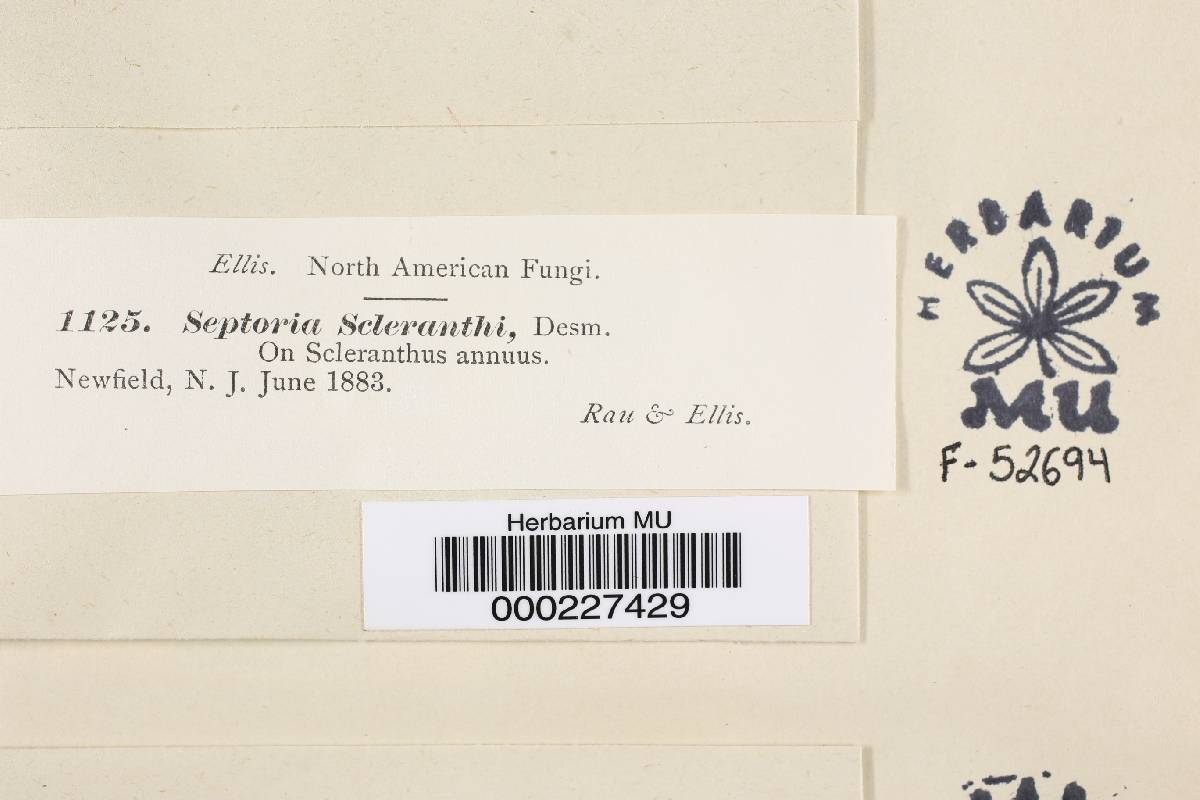 Ellis. North American Fungi.
1125. Septoria Scleranthi, Desm.
On Scleranthus annuus.
Newfield, N. J. June 1883.
Rau & Ellis.
HERBARIUM
MU
F-52694
Herbarium MU
000227429